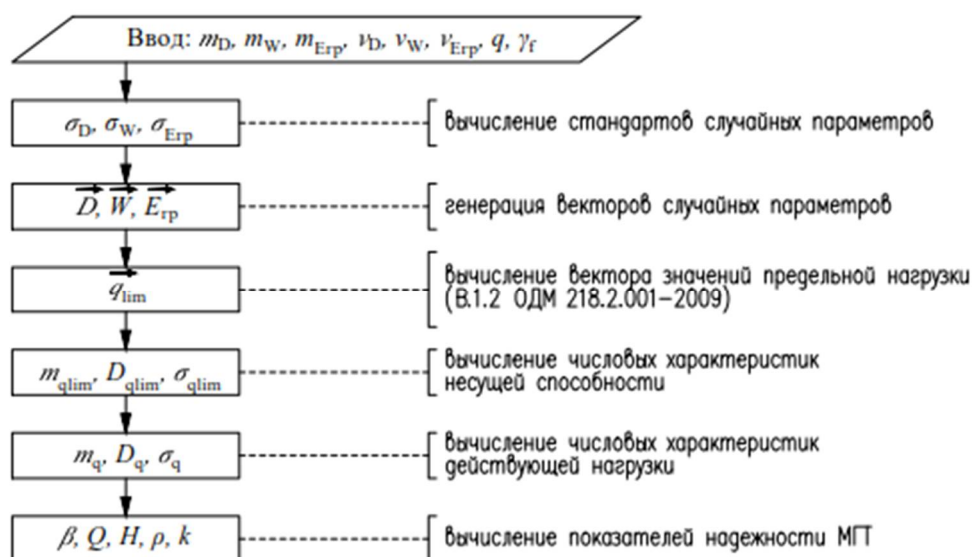 Ввод: mD, mW, mEгр, νD, νW, νEгр, q, γf
σD, σW, σEгр
вычисление стандартов случайных параметров
D, W, Eгр
генерация векторов случайных параметров
qlim
вычисление вектора значений предельной нагрузки
(В.1.2 ОДМ 218.2.001–2009)
mqlim, Dqlim, σqlim
вычисление числовых характеристик
несущей способности
mq, Dq, σq
вычисление числовых характеристик
действующей нагрузки
β, Q, H, ρ, k
вычисление показателей надежности МГТ